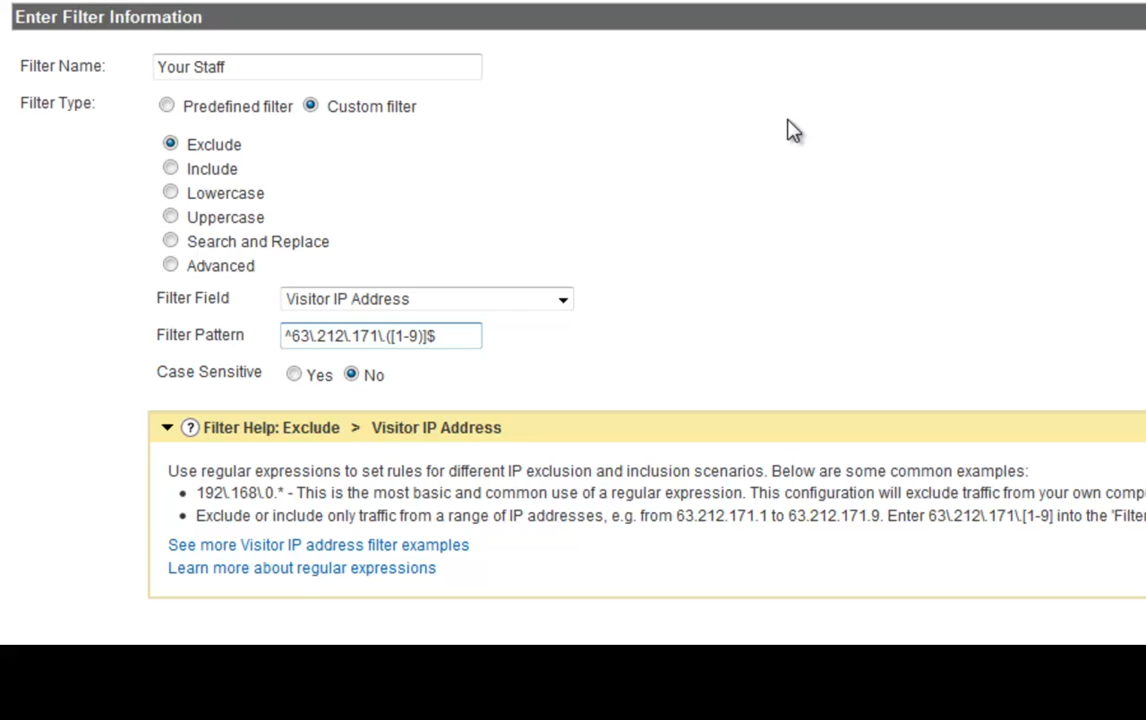 Enter Filter Information
Filter Name: Your Staff
Filter Type: Predefined filter Custom filter
Exclude
Include
Lowercase
Uppercase
Search and Replace
Advanced
Filter Field Visitor IP Address
Filter Pattern ^63\.212\.171\.([1-9)]$
Case Sensitive Yes No
Filter Help: Exclude > Visitor IP Address
Use regular expressions to set rules for different IP exclusion and inclusion scenarios. Below are some common examples:
• 192\.168\.0.* - This is the most basic and common use of a regular expression. This configuration will exclude traffic from your own comp
• Exclude or include only traffic from a range of IP addresses, e.g. from 63.212.171.1 to 63.212.171.9. Enter 63\.212\.171\.[1-9] into the 'Filter
See more Visitor IP address filter examples
Learn more about regular expressions